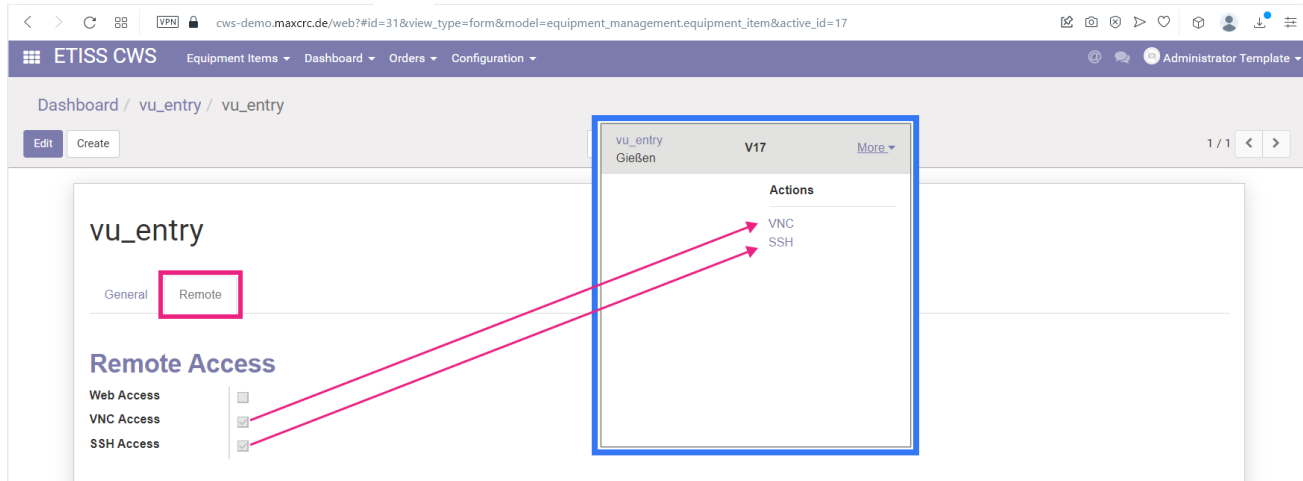 VPN cws-demo.maxcrc.de/web?#id=31&view_type=form&model=equipment_management.equipment_item&active_id=17
ETISS CWS Equipment Items Dashboard Orders Configuration @ Administrator Template
Dashboard / vu_entry / vu_entry
Edit Create 1 / 1
vu_entry V17 More
Gießen
Actions
VNC
SSH
vu_entry
General Remote
Remote Access
Web Access
VNC Access
SSH Access